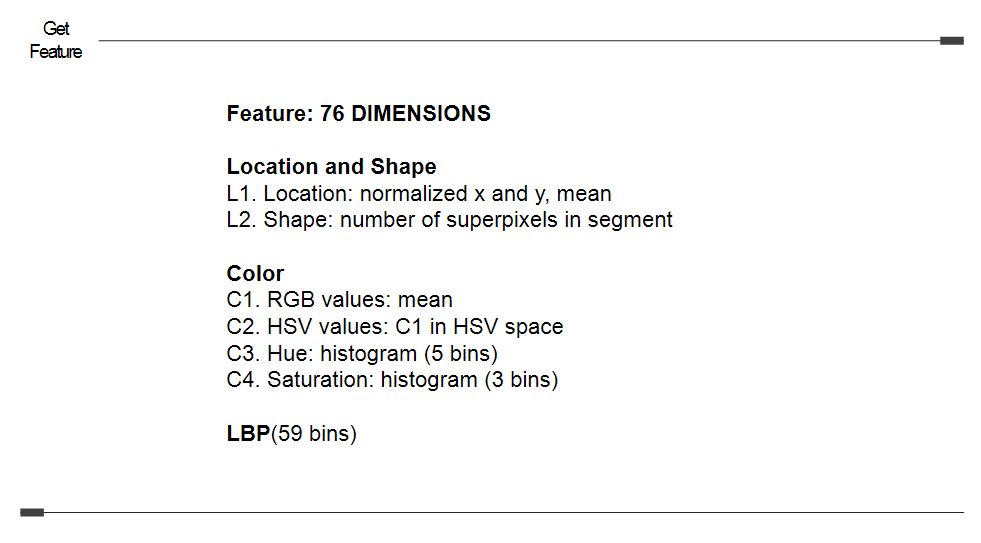 Get
Feature
Feature: 76 DIMENSIONS
Location and Shape
L1. Location: normalized x and y, mean
L2. Shape: number of superpixels in segment
Color
C1. RGB values: mean
C2. HSV values: C1 in HSV space
C3. Hue: histogram (5 bins)
C4. Saturation: histogram (3 bins)
LBP(59 bins)